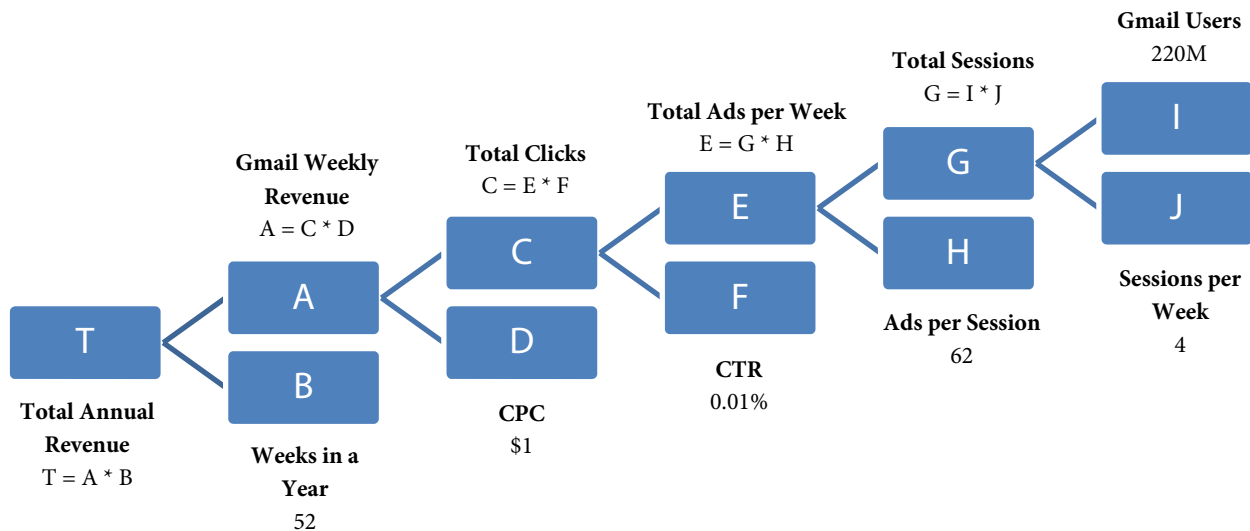 Gmail Users
220M
I
J
Sessions per
Week
4
Total Sessions
G = I * J
G
H
Ads per Session
62
Total Ads per Week
E = G * H
E
F
CTR
0.01%
Total Clicks
C = E * F
C
D
CPC
$1
Gmail Weekly
Revenue
A = C * D
A
B
Weeks in a
Year
52
T
Total Annual
Revenue
T = A * B